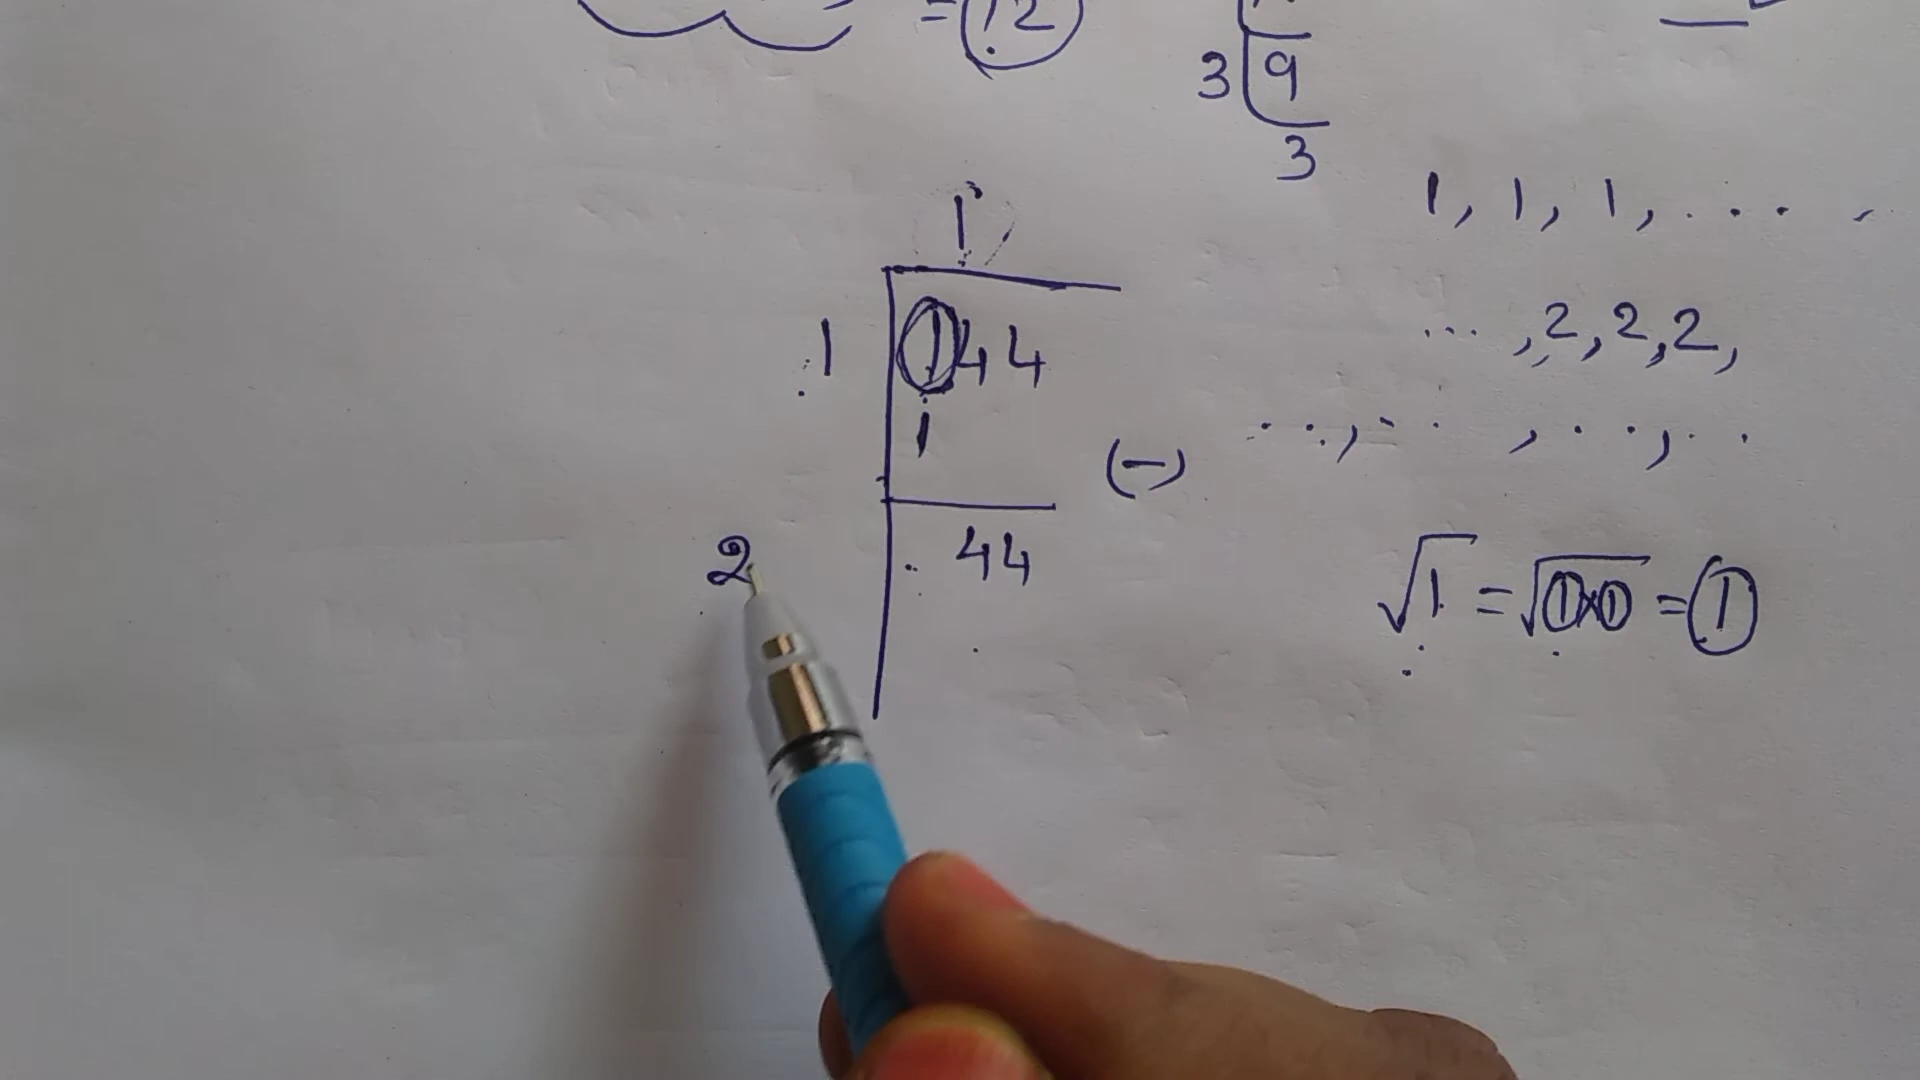 = 12
3 9
3
1, 1, 1, ....
1
1 144
... , 2, 2, 2,
1
.. , .. , .. , ..
(-)
2 44
√1 = √1×1 = 1